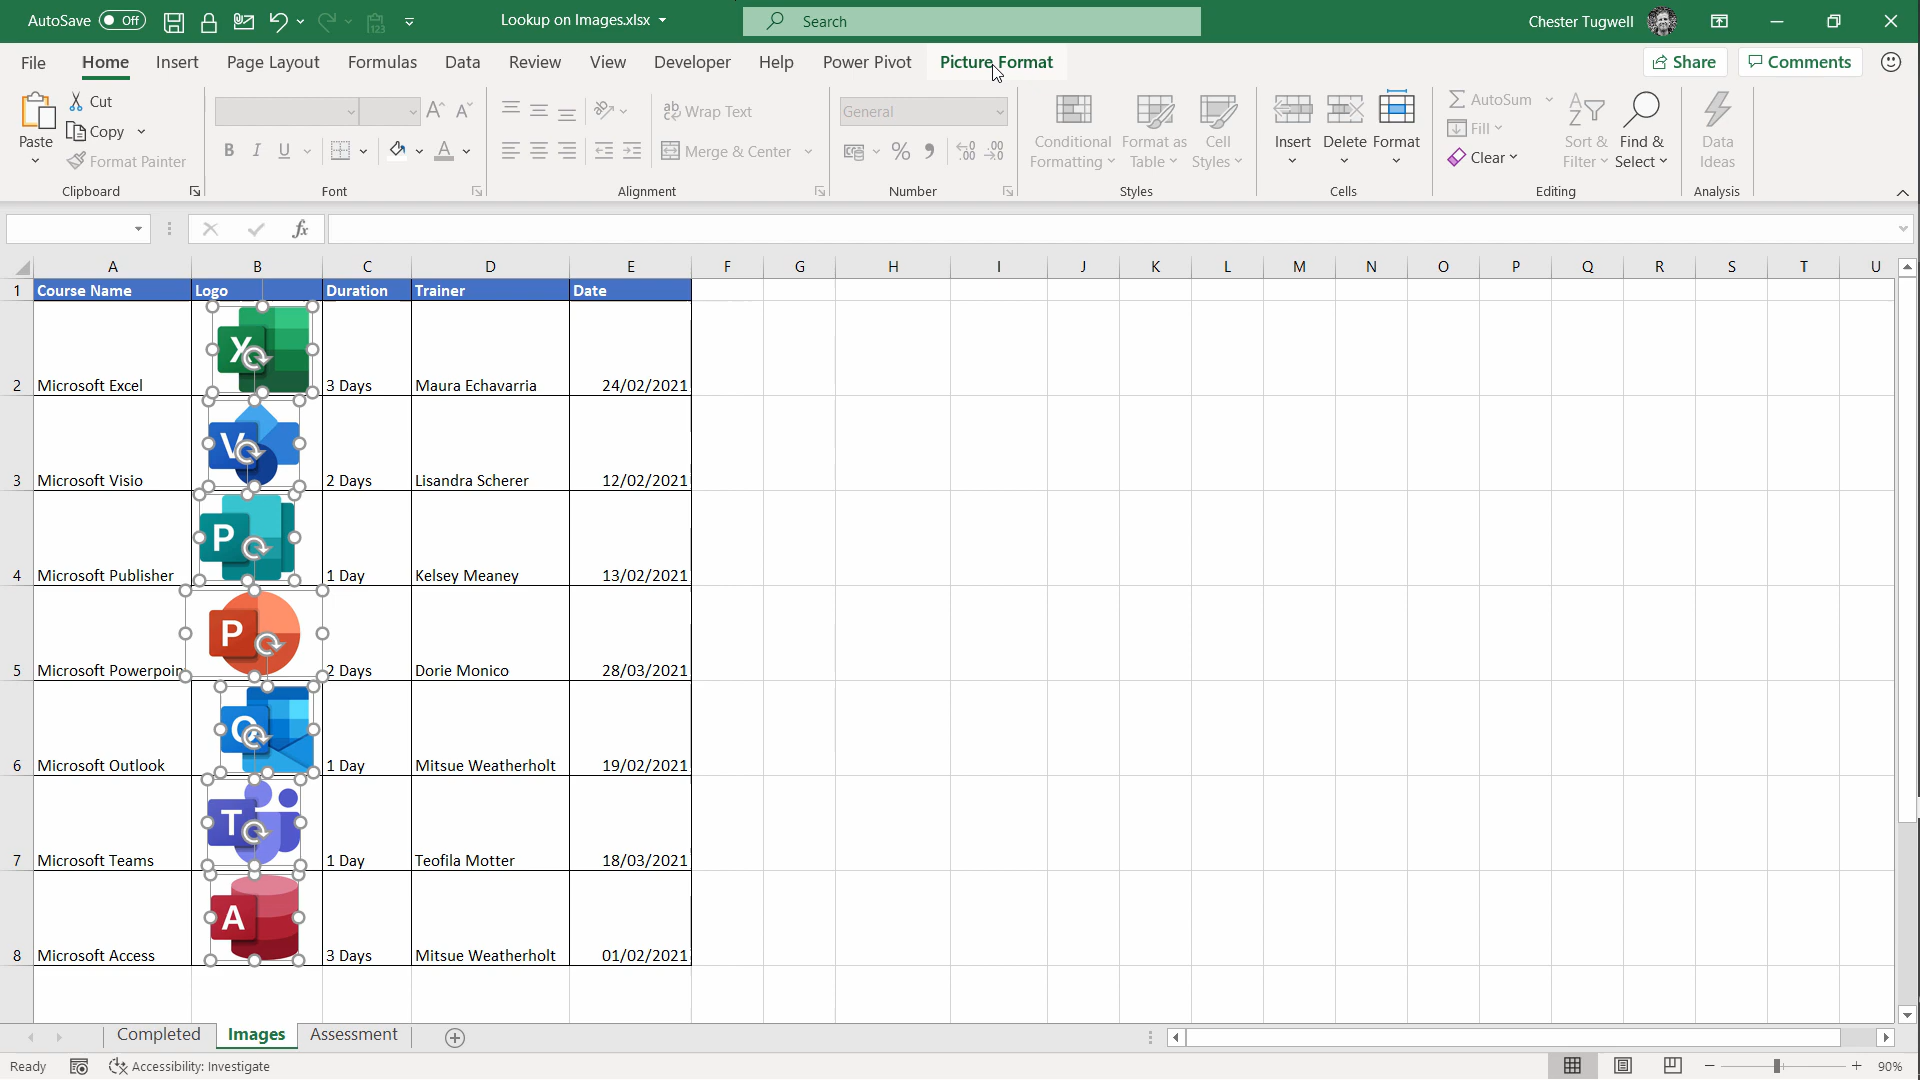 AutoSave Off Lookup on Images.xlsx Search Chester Tugwell
File Home Insert Page Layout Formulas Data Review View Developer Help Power Pivot Picture Format Share Comments
Paste Cut Copy Format Painter
Clipboard
B I U A
Font
ab Wrap Text
Merge & Center
Alignment
General
% 9 .00
Number
Conditional Formatting Format as Table Cell Styles
Styles
Insert Delete Format
Cells
AutoSum Fill Clear Sort & Filter Find & Select
Editing
Data Ideas
Analysis
fx
A B C D E F G H I J K L M N O P Q R S T U
1 Course Name Logo Duration Trainer Date
2 Microsoft Excel X 3 Days Maura Echavarria 24/02/2021
3 Microsoft Visio V 2 Days Lisandra Scherer 12/02/2021
4 Microsoft Publisher P 1 Day Kelsey Meaney 13/02/2021
5 Microsoft Powerpoin P 2 Days Dorie Monico 28/03/2021
6 Microsoft Outlook O 1 Day Mitsue Weatherholt 19/02/2021
7 Microsoft Teams T 1 Day Teofila Motter 18/03/2021
8 Microsoft Access A 3 Days Mitsue Weatherholt 01/02/2021
Completed Images Assessment
Ready Accessibility: Investigate 90%